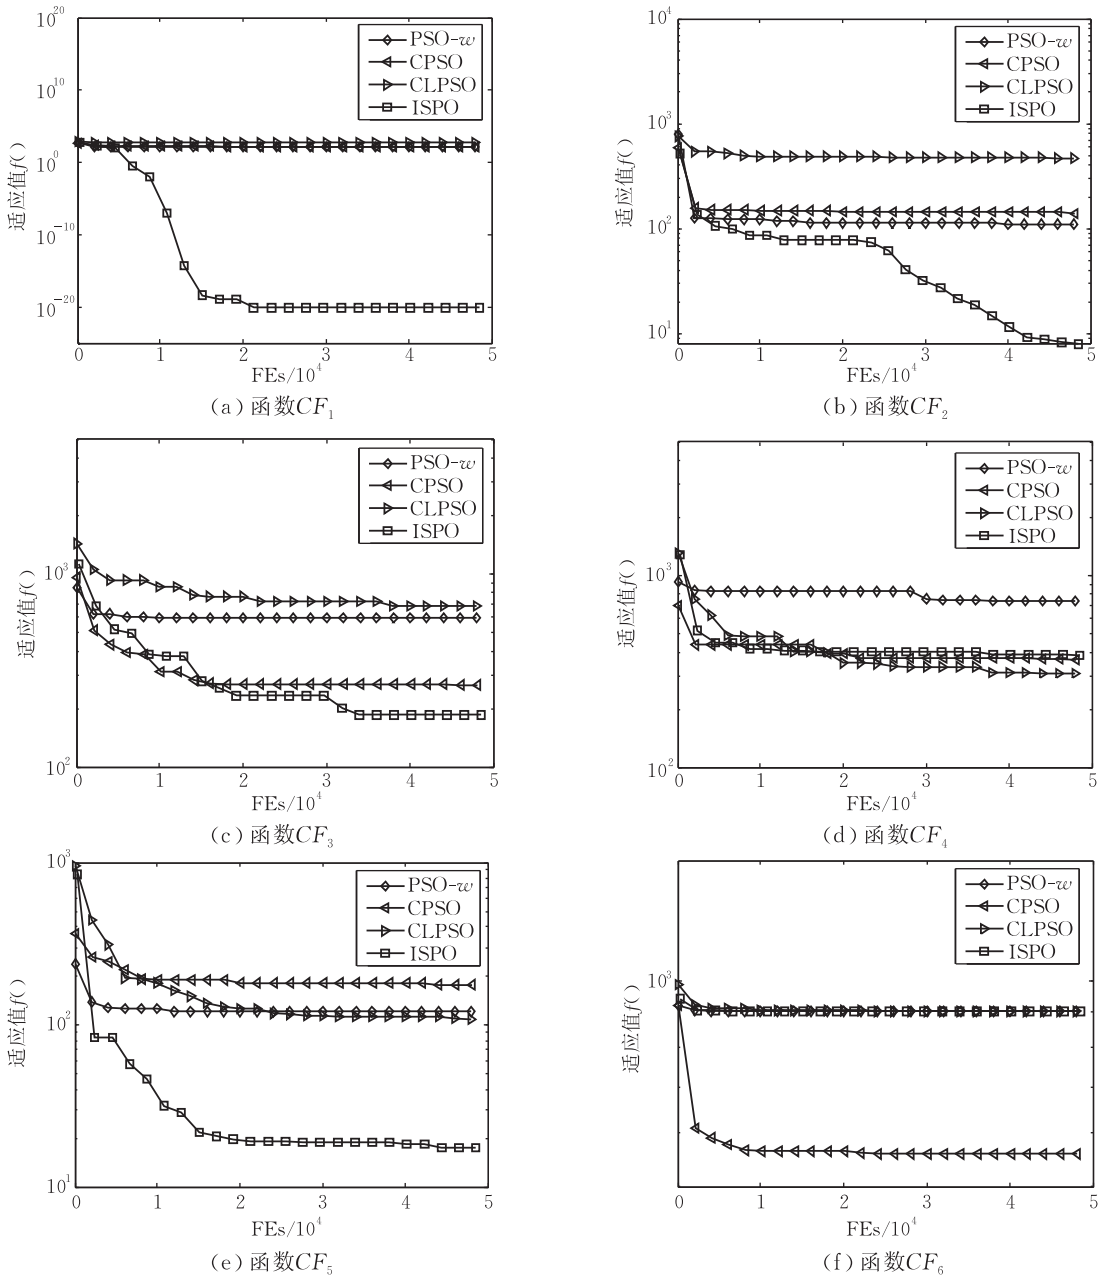 10^20
10^10
10^0
10^-10
10^-20
适应值f()
PSO-w
CPSO
CLPSO
ISPO
0 1 2 3 4 5
FEs/10^4
(a)函数CF_1
10^4
10^3
10^2
10^1
适应值f()
PSO-w
CPSO
CLPSO
ISPO
0 1 2 3 4 5
FEs/10^4
(b)函数CF_2
10^3
10^2
适应值f()
PSO-w
CPSO
CLPSO
ISPO
0 1 2 3 4 5
FEs/10^4
(c)函数CF_3
10^3
10^2
适应值f()
PSO-w
CPSO
CLPSO
ISPO
0 1 2 3 4 5
FEs/10^4
(d)函数CF_4
10^3
10^2
10^1
适应值f()
PSO-w
CPSO
CLPSO
ISPO
0 1 2 3 4 5
FEs/10^4
(e)函数CF_5
10^3
适应值f()
PSO-w
CPSO
CLPSO
ISPO
0 1 2 3 4 5
FEs/10^4
(f)函数CF_6